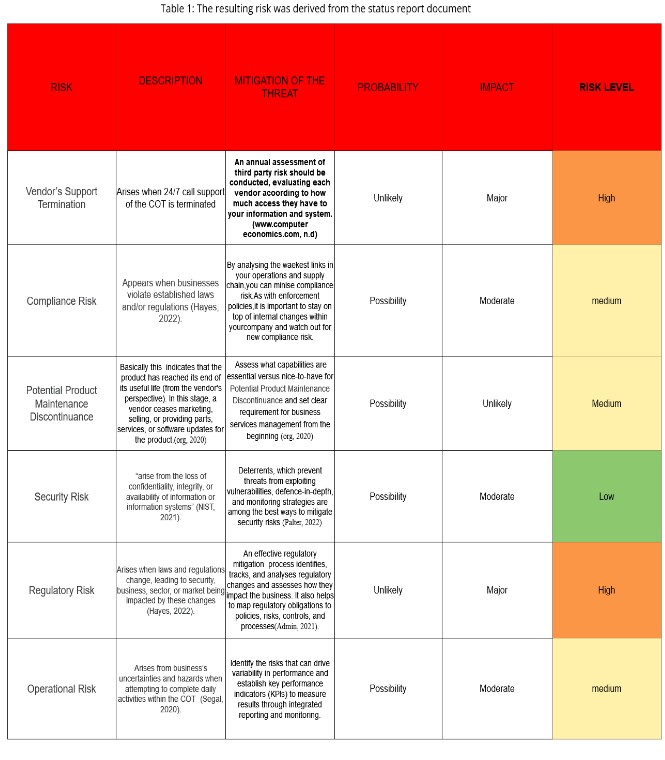 Table 1: The resulting risk was derived from the status report document
RISK
DESCRIPTION
MITIGATION OF THE
THREAT
PROBABILITY
IMPACT
RISK LEVEL
Vendor's Support
Termination
Arises when 24/7 call support
of the COT is terminated
An annual assessment of
third party risk should be
conducted, evaluating each
vendor acoording to how
much access they have to
your information and system.
(www.computer
economics.com, n.d)
Unlikely
Major
High
Compliance Risk
Appears when businesses
violate established laws
and/or regulations (Hayes,
2022).
By analysing the waekest links in
your operations and supply
chain,you can minise compliance
risk.As with enforcement
policies,it is important to stay on
top of internal changes within
yourcompany and watch out for
new compliance risk.
Possibility
Moderate
medium
Potential Product
Maintenance
Discontinuance
Basically this indicates that the
product has reached its end of
its useful life (from the vendor's
perspective). In this stage, a
vendor ceases marketing,
selling, or providing parts,
services, or software updates for
the product.(org, 2020)
Assess what capabilities are
essential versus nice-to-have for
Potential Product Maintenance
Discontinuance and set clear
requirement for business
services management from the
beginning (org, 2020)
Possibility
Unlikely
Medium
Security Risk
"arise from the loss of
confidentiality, integrity, or
availability of information or
information systems" (NIST,
2021).
Deterrents, which prevent
threats from exploiting
vulnerabilities, defence-in-depth,
and monitoring strategies are
among the best ways to mitigate
security risks (Palter, 2022)
Possibility
Moderate
Low
Regulatory Risk
Arises when laws and regulations
change, leading to security,
business, sector, or market being
impacted by these changes
(Hayes, 2022).
An effective regulatory
mitigation process identifies,
tracks, and analyses regulatory
changes and assesses how they
impact the business. It also helps
to map regulatory obligations to
policies, risks, controls, and
processes(Admin, 2021).
Unlikely
Major
High
Operational Risk
Arises from business's
uncertainties and hazards when
attempting to complete daily
activities within the COT (Segal,
2020).
Identify the risks that can drive
variability in performance and
establish key performance
indicators (KPIs) to measure
results through integrated
reporting and monitoring.
Possibility
Moderate
medium